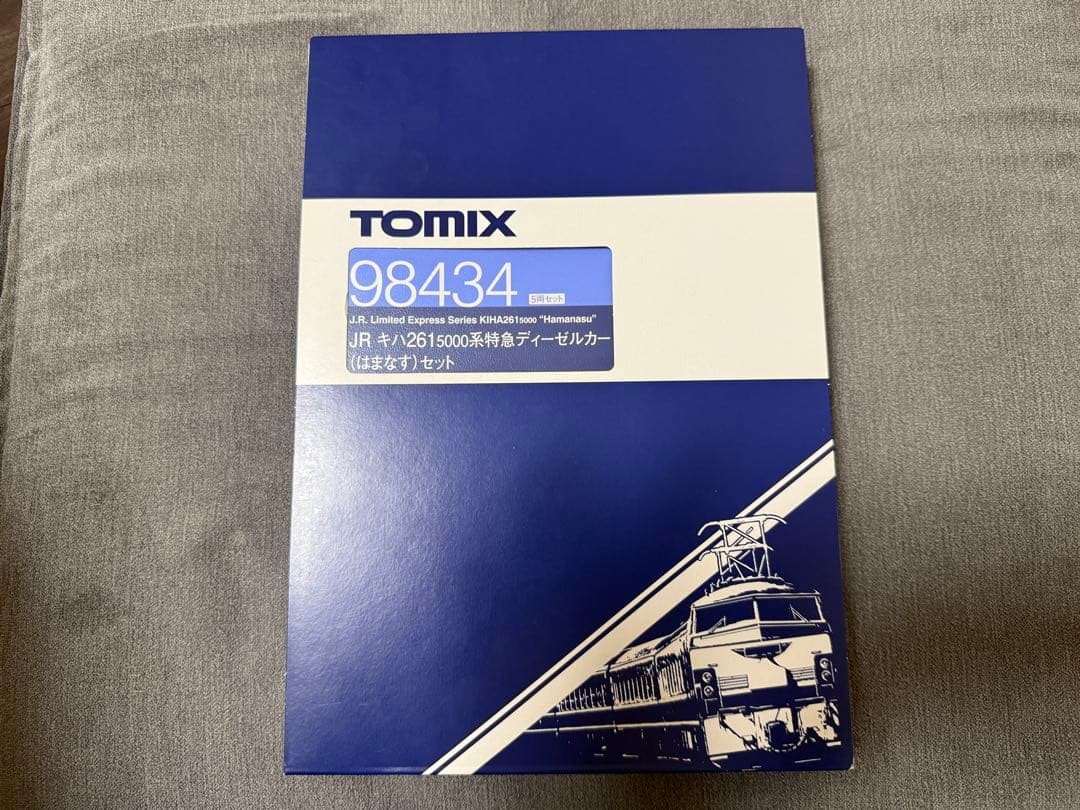 TOMIX
98434 5両セット
J.R. Limited Express Series KIHA2615000 "Hamanasu"
JR キハ2615000系特急ディーゼルカー
(はまなす)セット